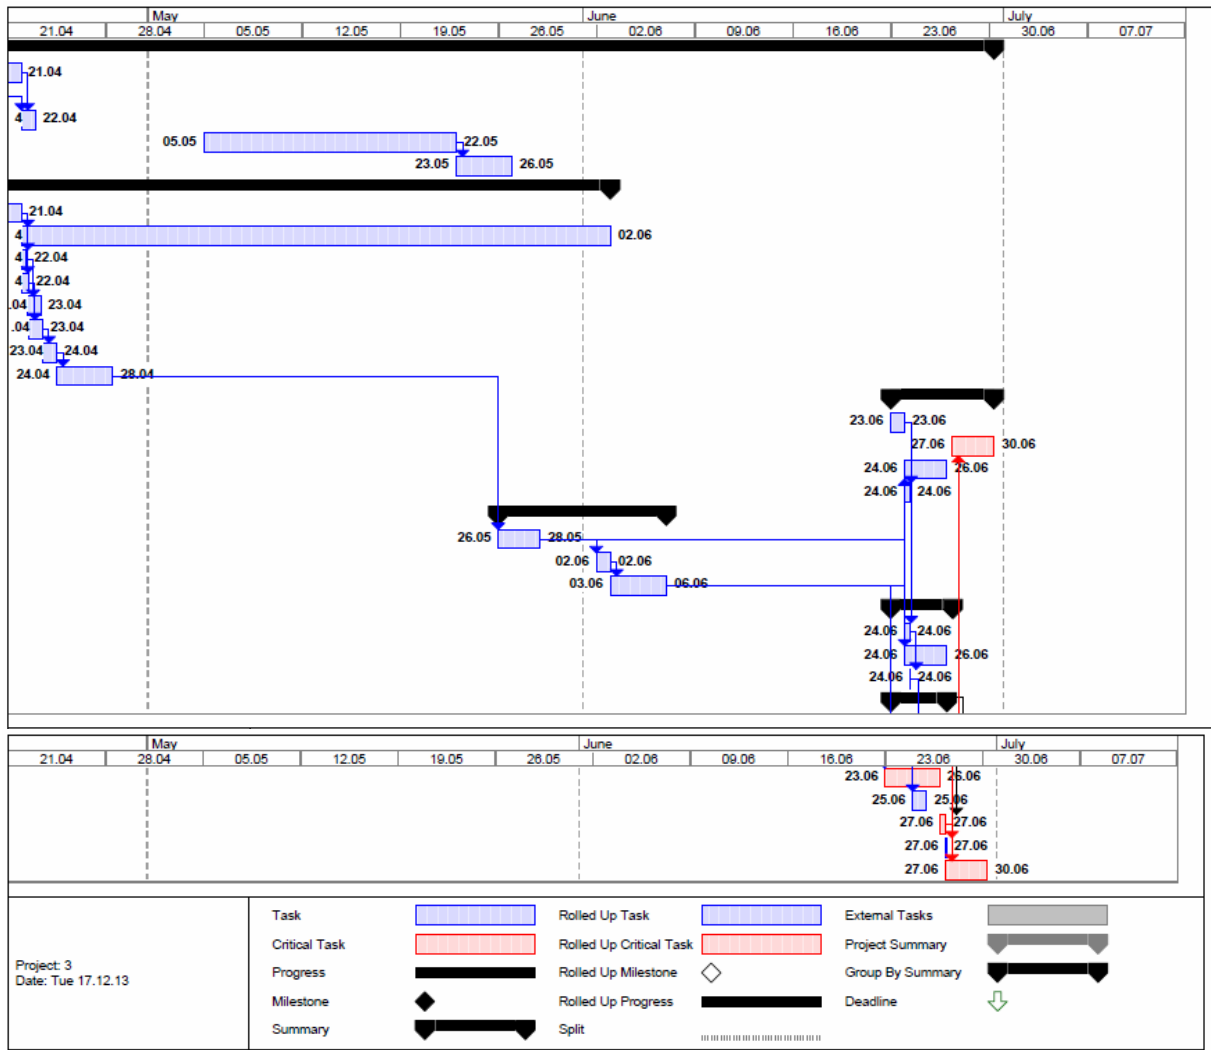 May June July
21.04 28.04 05.05 12.05 19.05 26.05 02.06 09.06 16.06 23.06 30.06 07.07
21.04
4 22.04
05.05 22.05
23.05 26.05
21.04
4 02.06
4 22.04
4 22.04
.04 23.04
.04 23.04
23.04 24.04
24.04 28.04
23.06 23.06
27.06 30.06
24.06 26.06
24.06 24.06
26.05 28.05
02.06 02.06
03.06 06.06
24.06 24.06
24.06 26.06
24.06 24.06
May June July
21.04 28.04 05.05 12.05 19.05 26.05 02.06 09.06 16.06 23.06 30.06 07.07
23.06 26.06
25.06 25.06
27.06 27.06
27.06 27.06
27.06 30.06
Project: 3
Date: Tue 17.12.13
Task Rolled Up Task External Tasks
Critical Task Rolled Up Critical Task Project Summary
Progress Rolled Up Milestone Group By Summary
Milestone Rolled Up Progress Deadline
Summary Split